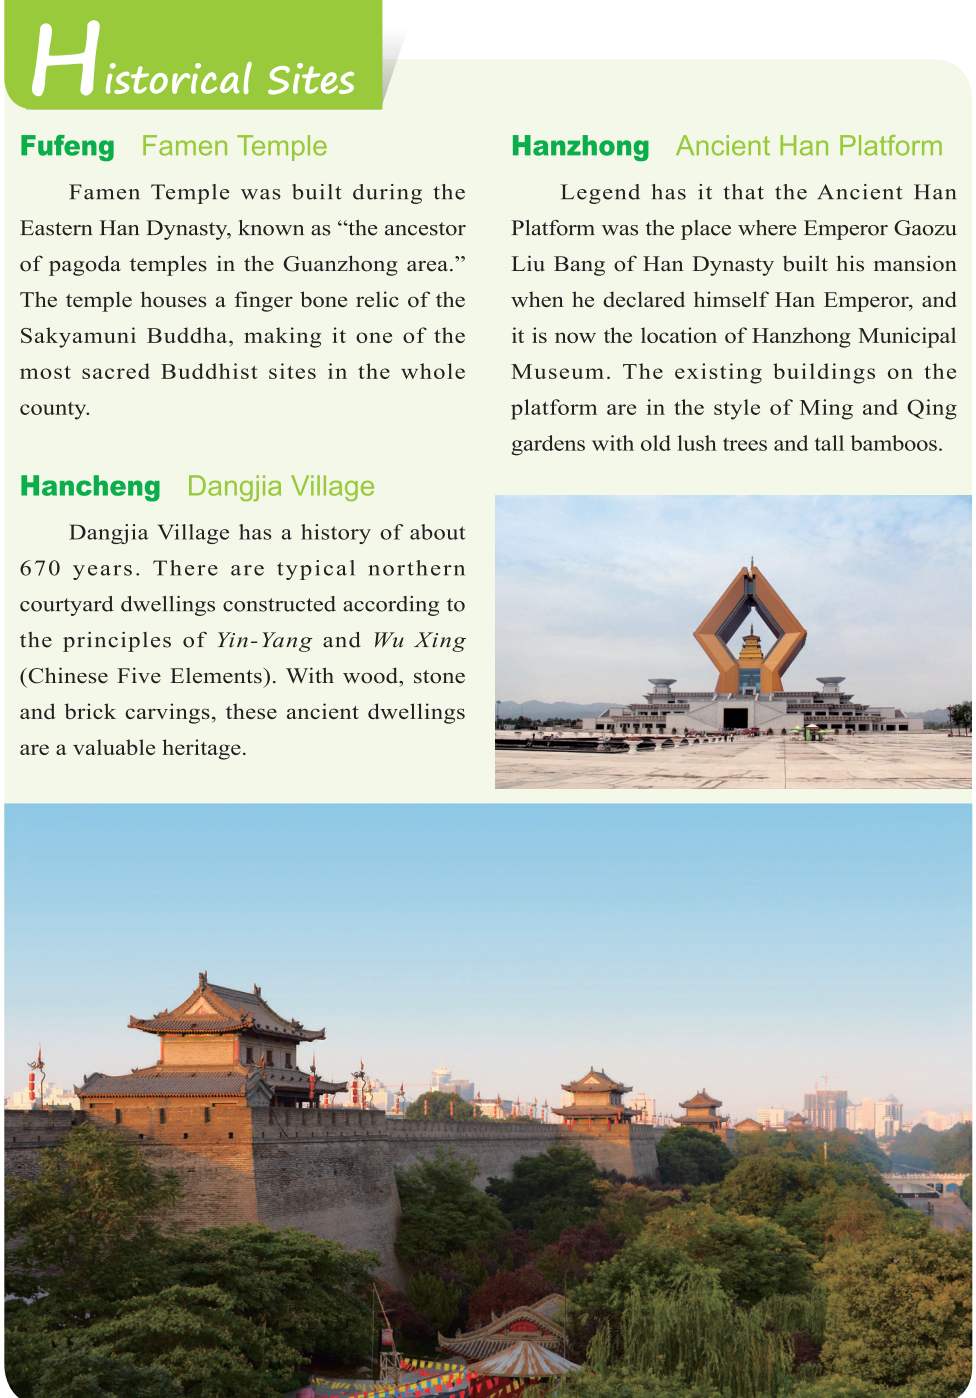 Historical Sites
Fufeng Famen Temple
Famen Temple was built during the
Eastern Han Dynasty, known as “the ancestor
of pagoda temples in the Guanzhong area.”
The temple houses a finger bone relic of the
Sakyamuni Buddha, making it one of the
most sacred Buddhist sites in the whole
county.
Hancheng Dangjia Village
Dangjia Village has a history of about
670 years. There are typical northern
courtyard dwellings constructed according to
the principles of Yin-Yang and Wu Xing
(Chinese Five Elements). With wood, stone
and brick carvings, these ancient dwellings
are a valuable heritage.
Hanzhong Ancient Han Platform
Legend has it that the Ancient Han
Platform was the place where Emperor Gaozu
Liu Bang of Han Dynasty built his mansion
when he declared himself Han Emperor, and
it is now the location of Hanzhong Municipal
Museum. The existing buildings on the
platform are in the style of Ming and Qing
gardens with old lush trees and tall bamboos.